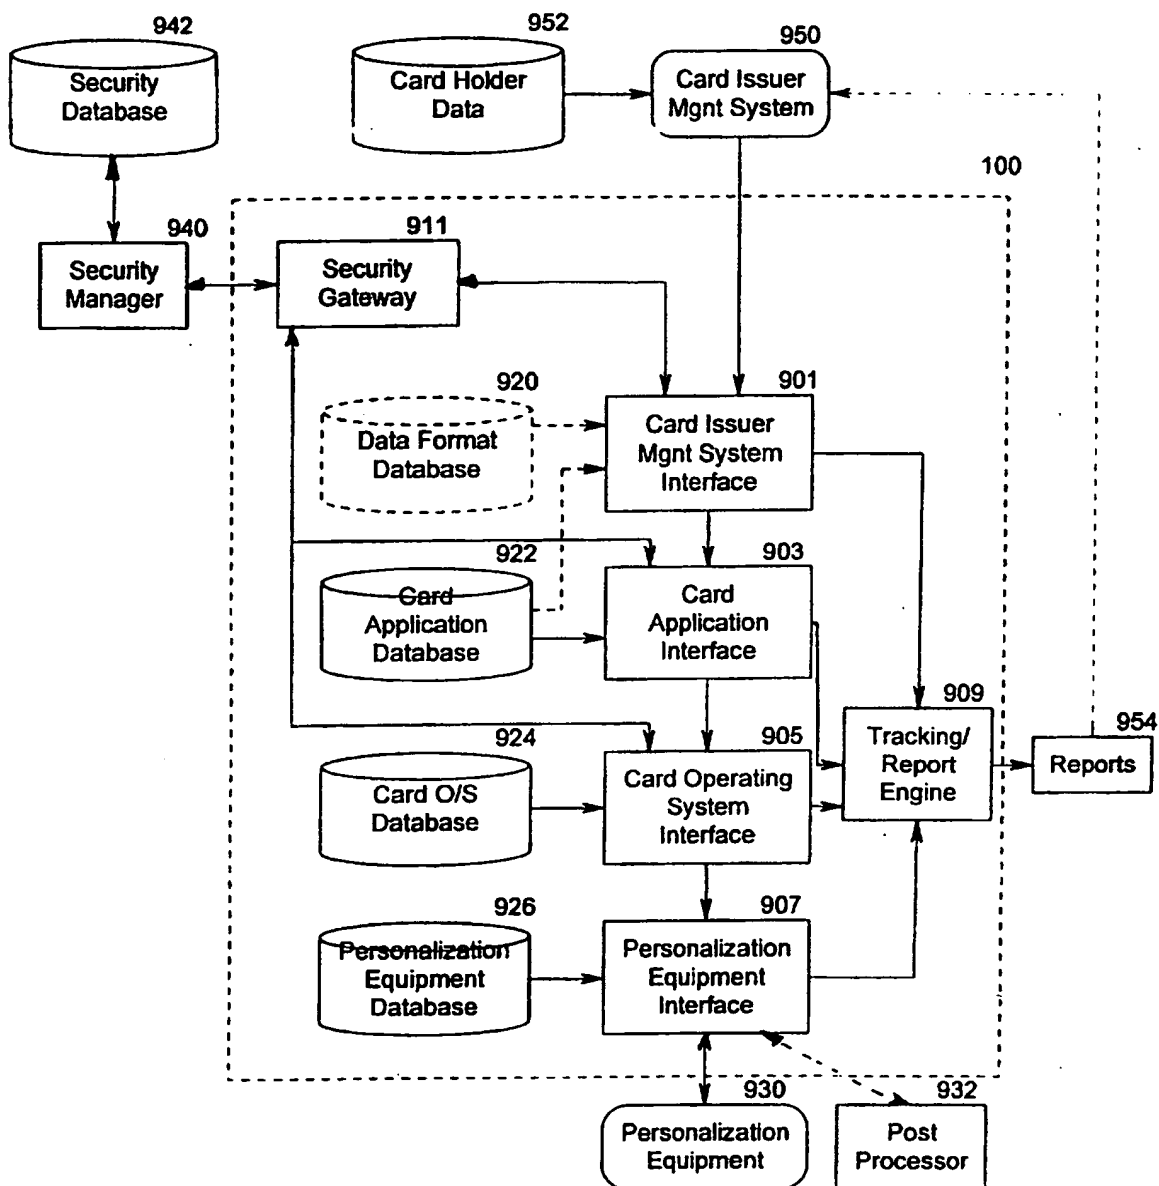 942
Security
Database
952
Card Holder
Data
950
Card Issuer
Mgnt System
100
940
Security
Manager
911
Security
Gateway
920
Data Format
Database
901
Card Issuer
Mgnt System
Interface
922
Card
Application
Database
903
Card
Application
Interface
924
Card O/S
Database
905
Card Operating
System
Interface
909
Tracking/
Report
Engine
954
Reports
926
Personalization
Equipment
Database
907
Personalization
Equipment
Interface
930
Personalization
Equipment
932
Post
Processor